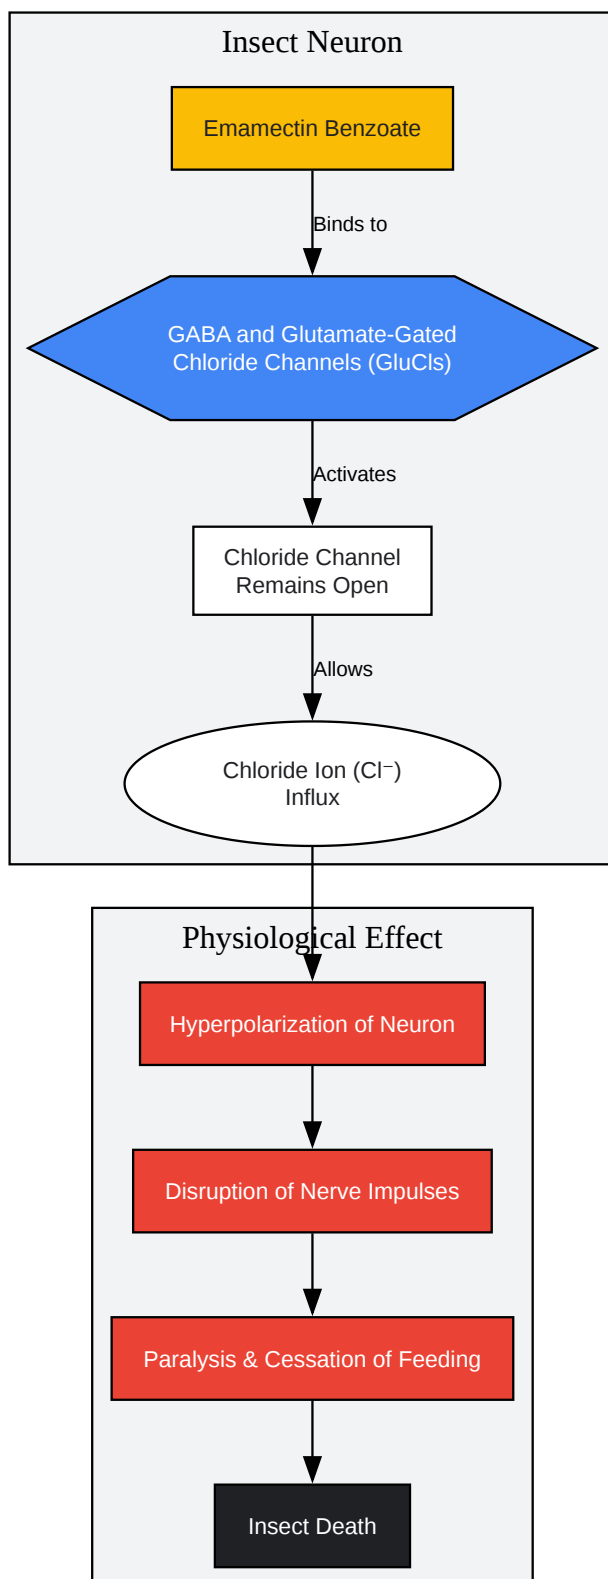 Insect Neuron
Emamectin Benzoate
Binds to
GABA and Glutamate-Gated
Chloride Channels (GluCls)
Activates
Chloride Channel
Remains Open
Allows
Chloride Ion (Cl⁻)
Influx
Physiological Effect
Hyperpolarization of Neuron
Disruption of Nerve Impulses
Paralysis & Cessation of Feeding
Insect Death